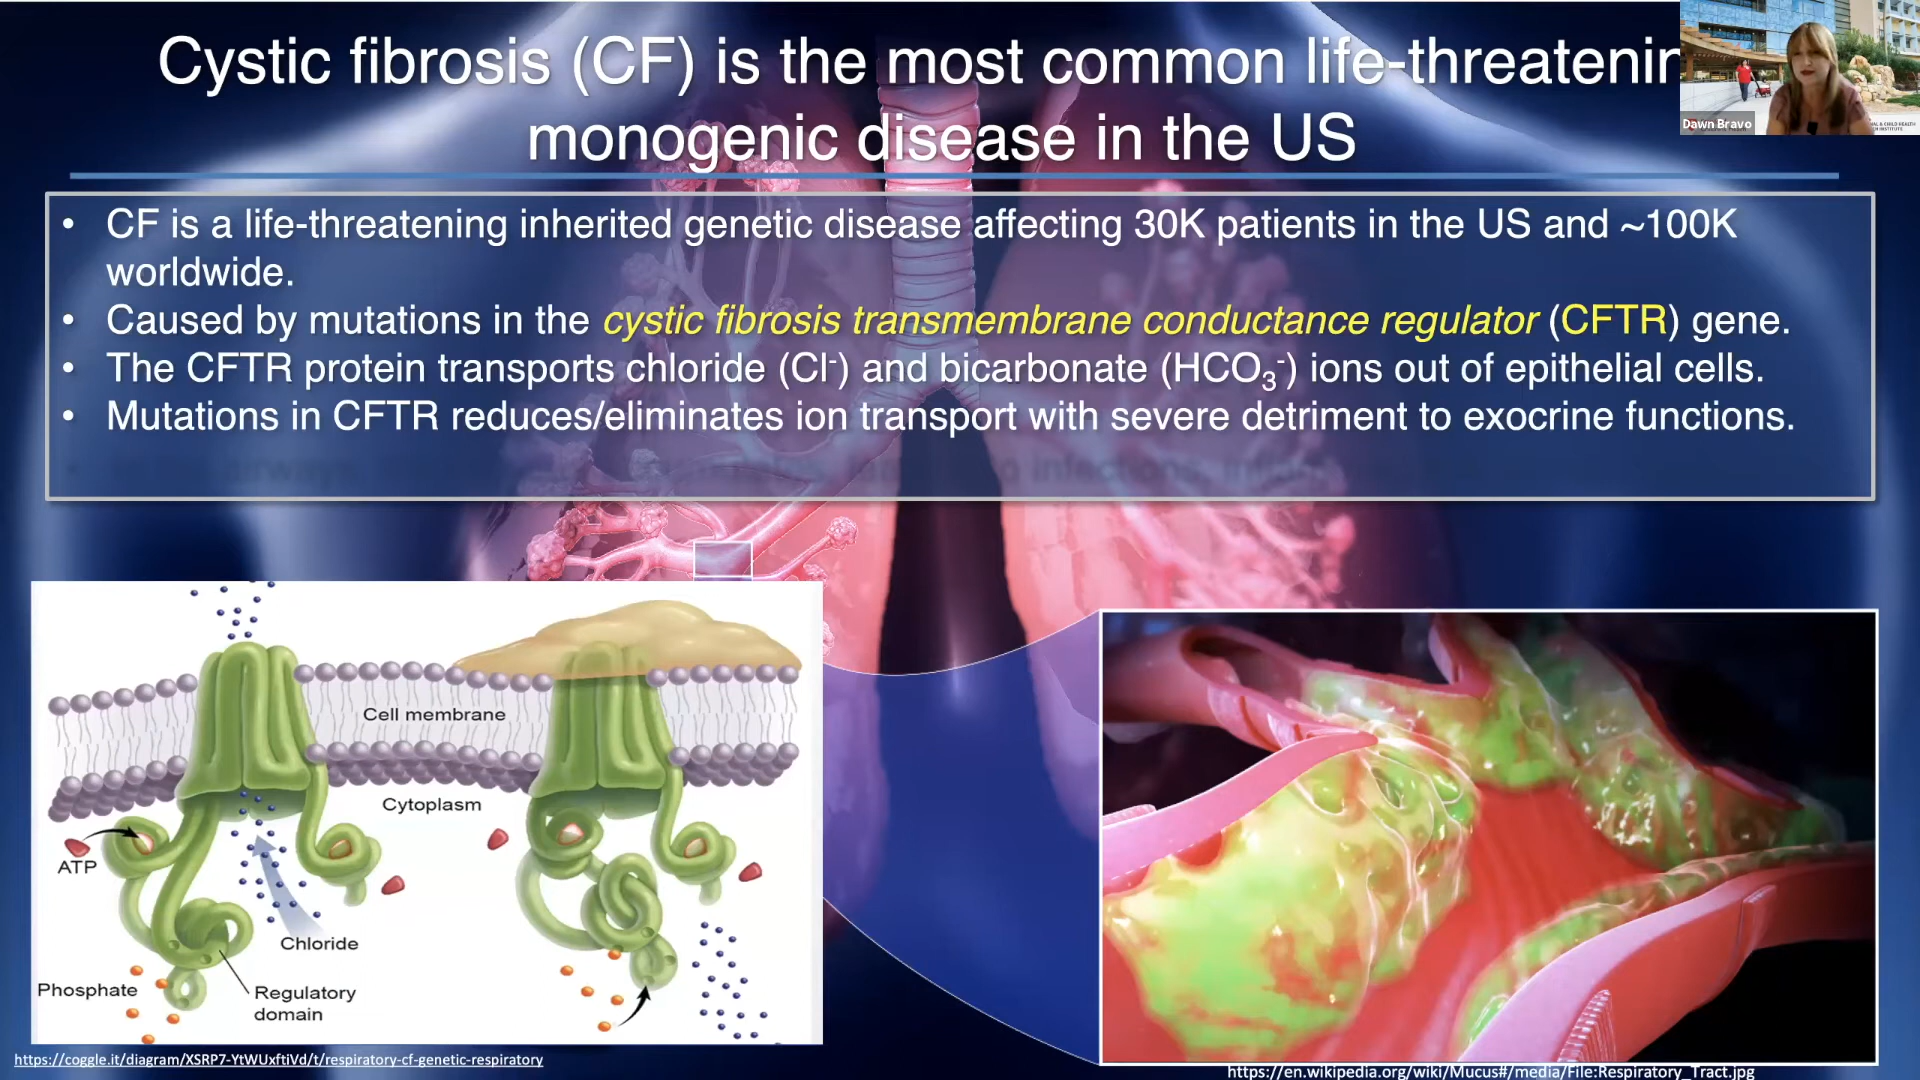 Cystic fibrosis (CF) is the most common life-threatenin
monogenic disease in the US
Dawn Bravo
• CF is a life-threatening inherited genetic disease affecting 30K patients in the US and ~100K
worldwide.
• Caused by mutations in the cystic fibrosis transmembrane conductance regulator (CFTR) gene.
• The CFTR protein transports chloride (Cl⁻) and bicarbonate (HCO₃⁻) ions out of epithelial cells.
• Mutations in CFTR reduces/eliminates ion transport with severe detriment to exocrine functions.
Cell membrane
Cytoplasm
ATP
Chloride
Phosphate
Regulatory
domain
https://coggle.it/diagram/XSRP7-YtWUxftiVd/t/respiratory-cf-genetic-respiratory
https://en.wikipedia.org/wiki/Mucus#/media/File:Respiratory_Tract.jpg